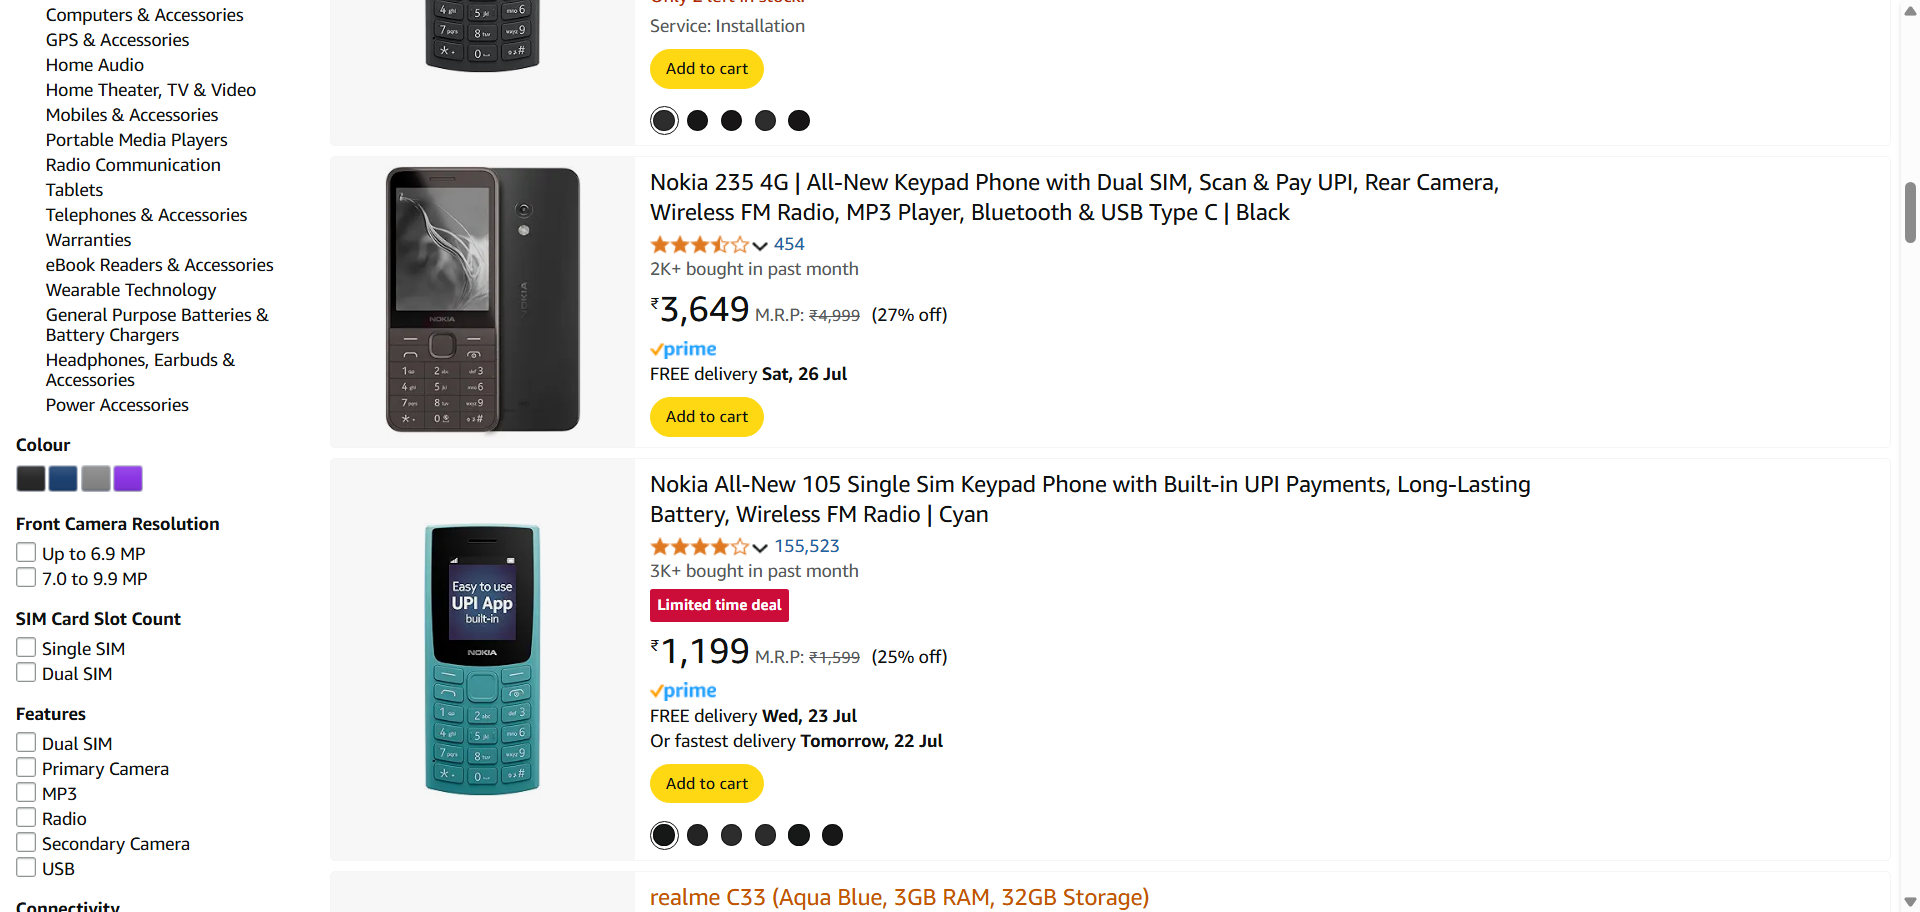 Computers & Accessories
GPS & Accessories
Home Audio
Home Theater, TV & Video
Mobiles & Accessories
Portable Media Players
Radio Communication
Tablets
Telephones & Accessories
Warranties
eBook Readers & Accessories
Wearable Technology
General Purpose Batteries &
Battery Chargers
Headphones, Earbuds &
Accessories
Power Accessories
Colour
Front Camera Resolution
Up to 6.9 MP
7.0 to 9.9 MP
SIM Card Slot Count
Single SIM
Dual SIM
Features
Dual SIM
Primary Camera
MP3
Radio
Secondary Camera
USB
Connectivity
Only 2 left in stock.
Service: Installation
Add to cart
Nokia 235 4G | All-New Keypad Phone with Dual SIM, Scan & Pay UPI, Rear Camera,
Wireless FM Radio, MP3 Player, Bluetooth & USB Type C | Black
454
2K+ bought in past month
₹3,649 M.R.P: ₹4,999 (27% off)
prime
FREE delivery Sat, 26 Jul
Add to cart
NOKIA
NOKIA
Nokia All-New 105 Single Sim Keypad Phone with Built-in UPI Payments, Long-Lasting
Battery, Wireless FM Radio | Cyan
155,523
3K+ bought in past month
Limited time deal
₹1,199 M.R.P: ₹1,599 (25% off)
prime
FREE delivery Wed, 23 Jul
Or fastest delivery Tomorrow, 22 Jul
Add to cart
Easy to use
UPI App
built-in
NOKIA
realme C33 (Aqua Blue, 3GB RAM, 32GB Storage)